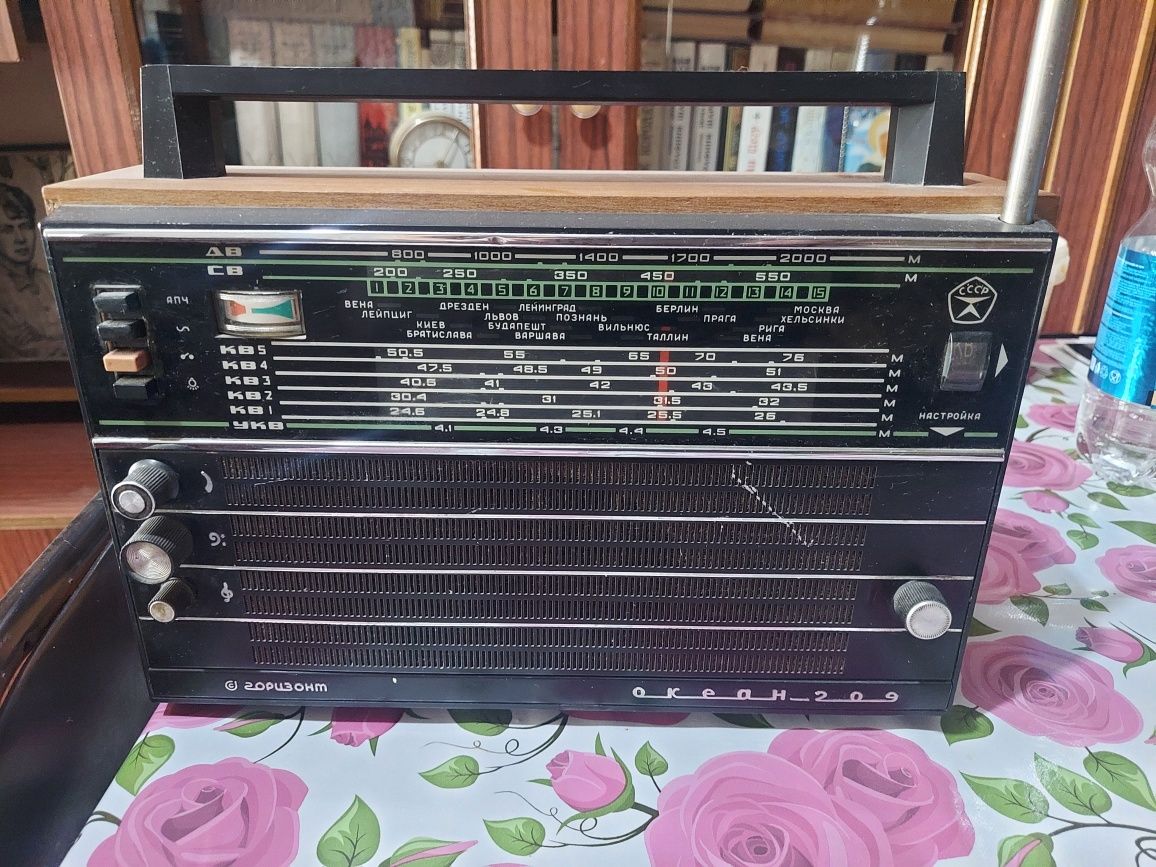 ДВ 800 1000 1400 1700 2000 М
СВ 200 250 350 450 550 М
1 2 3 4 5 6 7 8 9 10 11 12 13 14 15
СССР
АПЧ
ВЕНА ДРЕЗДЕН ЛЕНИНГРАД БЕРЛИН МОСКВА
ЛЕЙПЦИГ ЛЬВОВ ПОЗНАНЬ ПРАГА ХЕЛЬСИНКИ
КИЕВ БУДАПЕШТ ВИЛЬНЮС РИГА
БРАТИСЛАВА ВАРШАВА ТАЛЛИН ВЕНА
КВ5 50.5 55 65 70 75 М
КВ4 47.5 48.5 49 50 51 М
КВ3 40.5 41 42 43 43.5 М
КВ2 30.4 31 31.5 32 М
КВ1 24.6 24.8 25.1 25.5 26 М
УКВ 4.1 4.3 4.4 4.5 М
НАСТРОЙКА
горизонт
океан-209